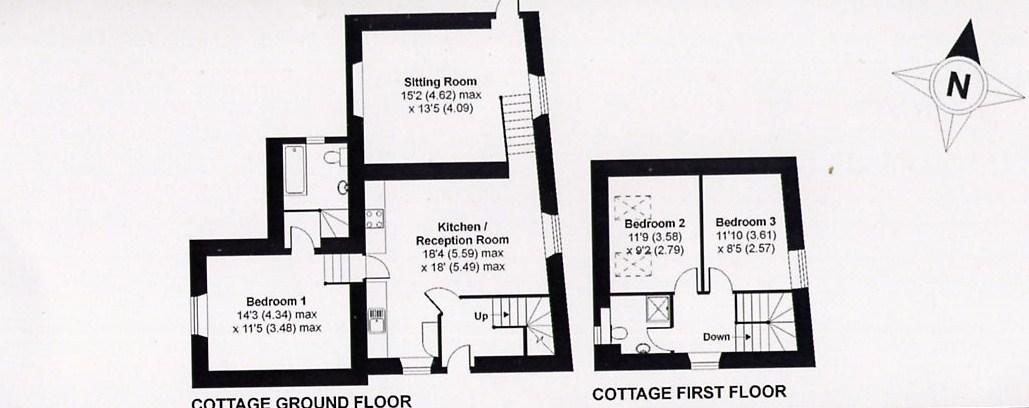 Sitting Room
15'2 (4.62) max
x 13'5 (4.09)
N
Kitchen /
Reception Room
18'4 (5.59) max
x 18' (5.49) max
Bedroom 1
14'3 (4.34) max
x 11'5 (3.48) max
Up
Bedroom 2
11'9 (3.58)
x 9'2 (2.79)
Bedroom 3
11'10 (3.61)
x 8'5 (2.57)
Down
COTTAGE GROUND FLOOR
COTTAGE FIRST FLOOR